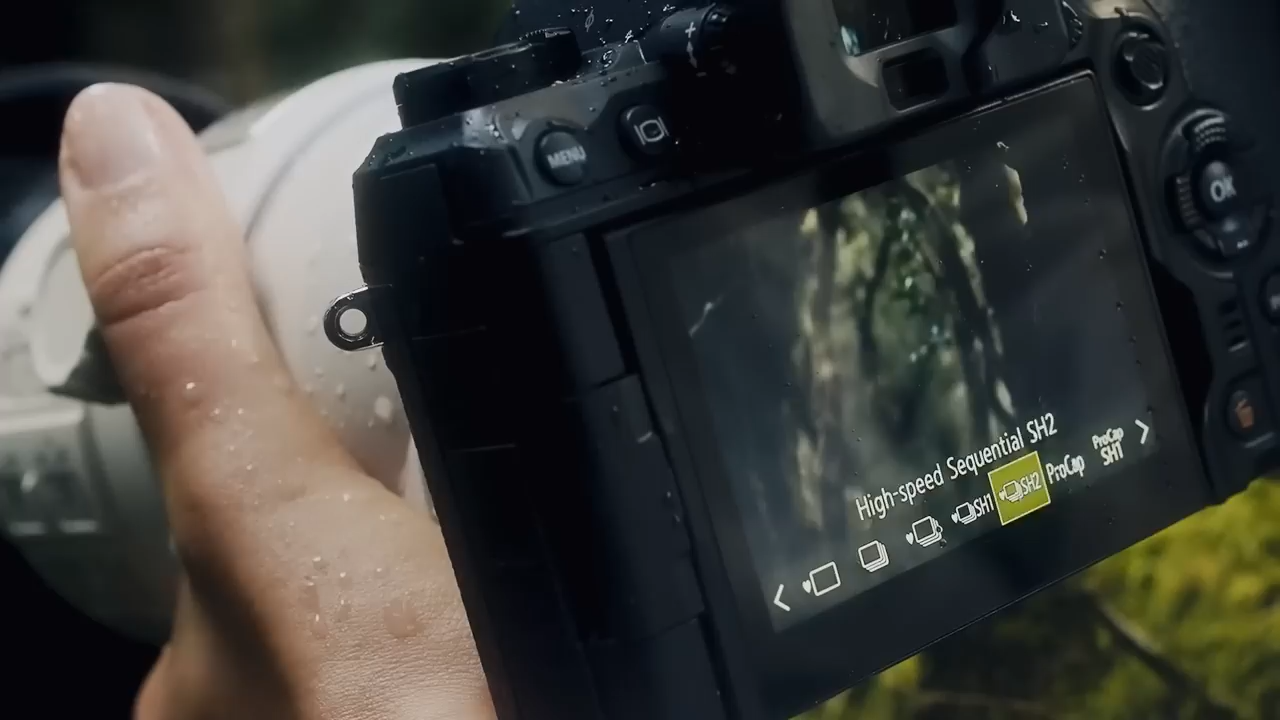 MENU
OK
High-speed Sequential SH2
SH1
SH2
ProCap
ProCap
SH1